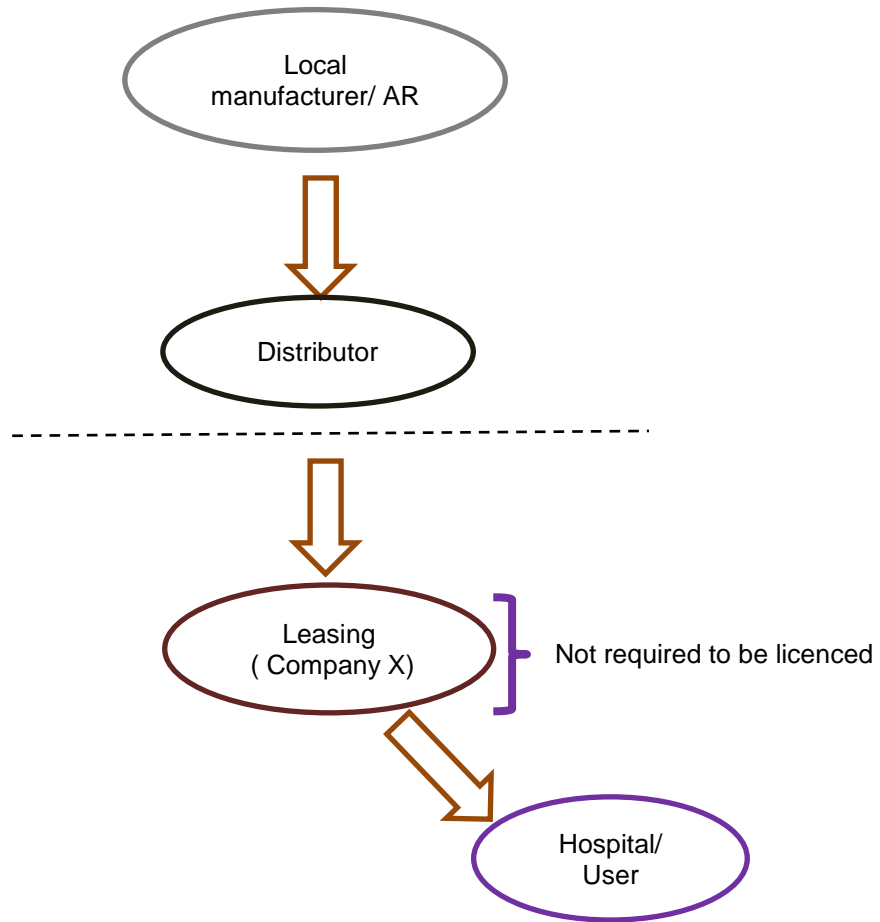 Local
manufacturer/ AR
Distributor
Leasing
( Company X)
Not required to be licenced
Hospital/
User